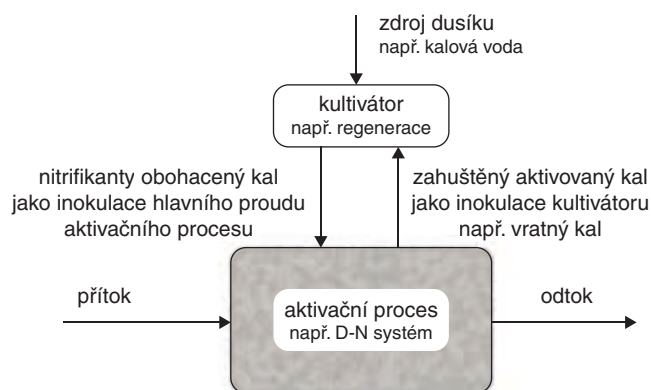 zdroj dusíku
např. kalová voda
kultivátor
např. regenerace
nitrifikanty obohacený kal
jako inokulace hlavního proudu
aktivačního procesu
zahuštěný aktivovaný kal
jako inokulace kultivátoru
např. vratný kal
přítok
aktivační proces
např. D-N systém
odtok